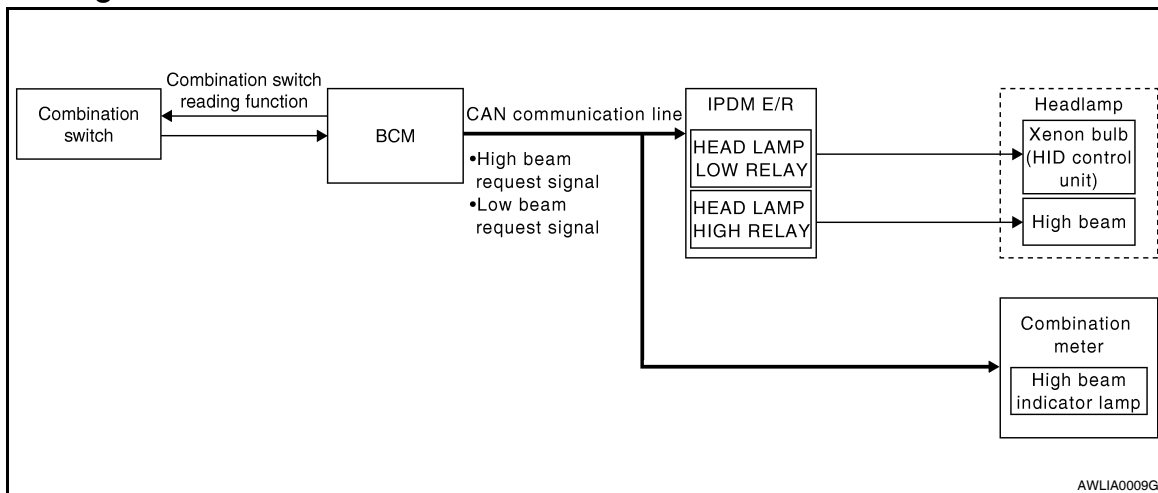 Combination switch
reading function
Combination
switch
BCM
CAN communication line
•High beam
request signal
•Low beam
request signal
IPDM E/R
HEAD LAMP
LOW RELAY
HEAD LAMP
HIGH RELAY
Headlamp
Xenon bulb
(HID control
unit)
High beam
Combination
meter
High beam
indicator lamp
AWLIA0009G